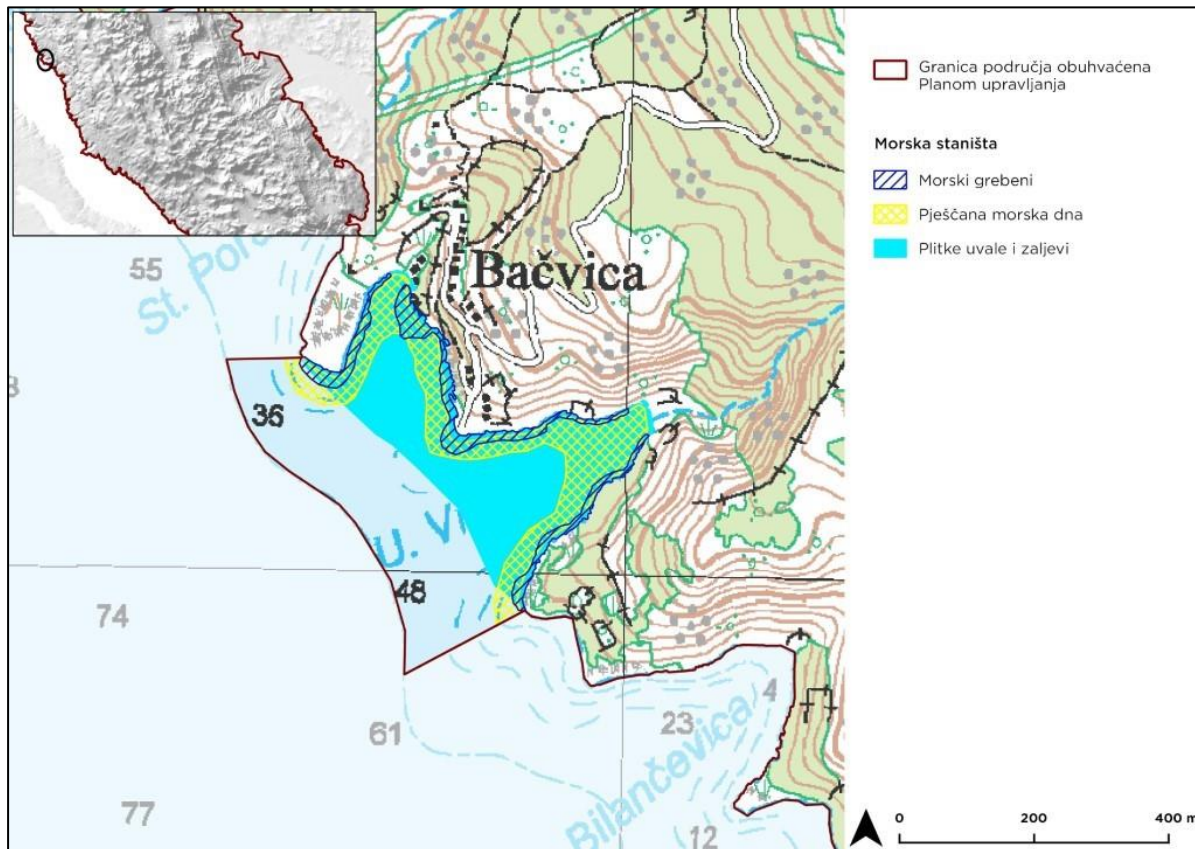 55
St. Por
Bačvica
36
U. V
48
74
61
4
23
Bilančevica
77
12
Granica područja obuhvaćena
Planom upravljanja
Morska staništa
Morski grebeni
Pješčana morska dna
Plitke uvale i zaljevi
0 200 400 m